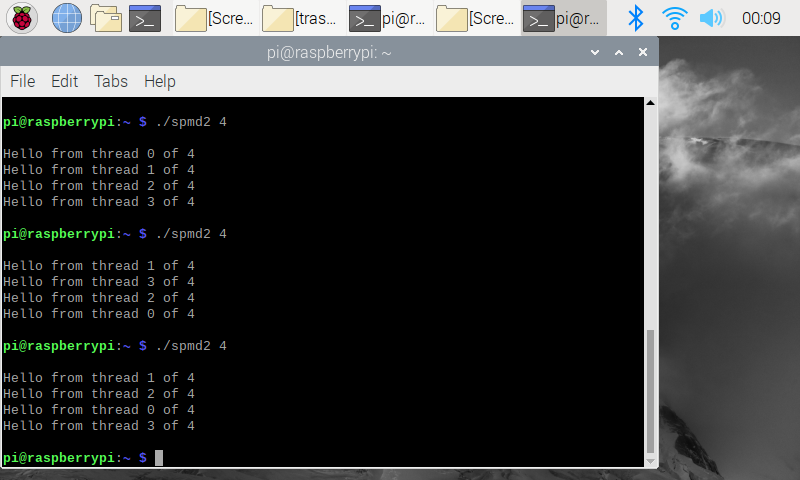 [Scre... [tras... pi@r... [Scre... pi@r... 00:09
pi@raspberrypi: ~
File Edit Tabs Help
pi@raspberrypi:~ $ ./spmd2 4
Hello from thread 0 of 4
Hello from thread 1 of 4
Hello from thread 2 of 4
Hello from thread 3 of 4
pi@raspberrypi:~ $ ./spmd2 4
Hello from thread 1 of 4
Hello from thread 3 of 4
Hello from thread 2 of 4
Hello from thread 0 of 4
pi@raspberrypi:~ $ ./spmd2 4
Hello from thread 1 of 4
Hello from thread 2 of 4
Hello from thread 0 of 4
Hello from thread 3 of 4
pi@raspberrypi:~ $